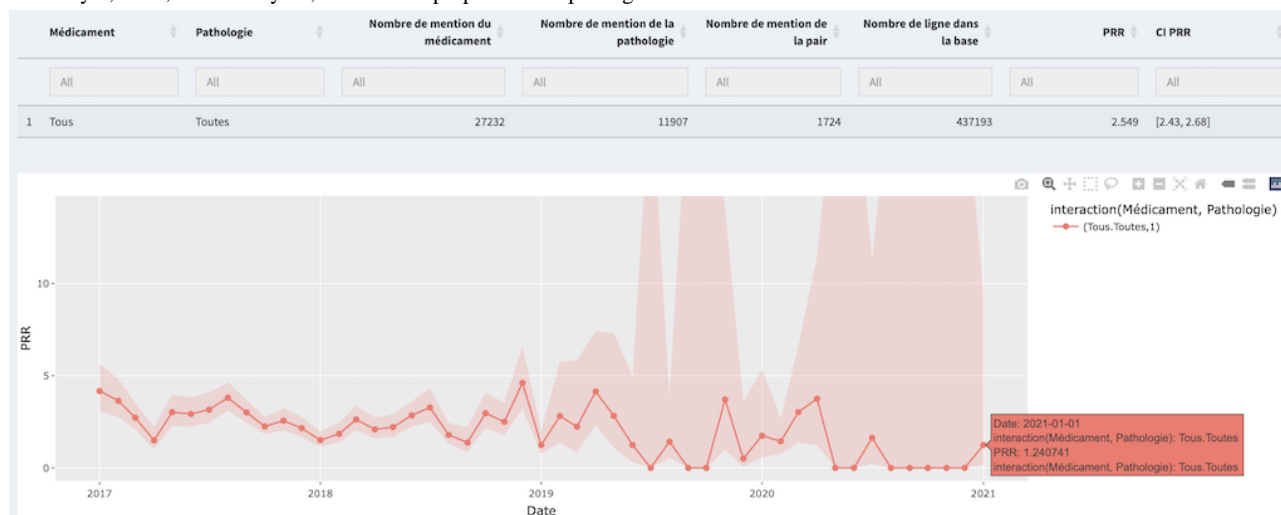 Médicament Pathologie Nombre de mention du médicament Nombre de mention de la pathologie Nombre de mention de la pair Nombre de ligne dans la base PRR CI PRR
All All All All All All All All
1 Tous Toutes 27232 11907 1724 437193 2.549 [2.43, 2.68]
interaction(Médicament, Pathologie)
(Tous.Toutes,1)
10
5
0
PRR
Date: 2021-01-01
interaction(Médicament, Pathologie): Tous.Toutes
PRR: 1.240741
interaction(Médicament, Pathologie): Tous.Toutes
2017 2018 2019 2020 2021
Date